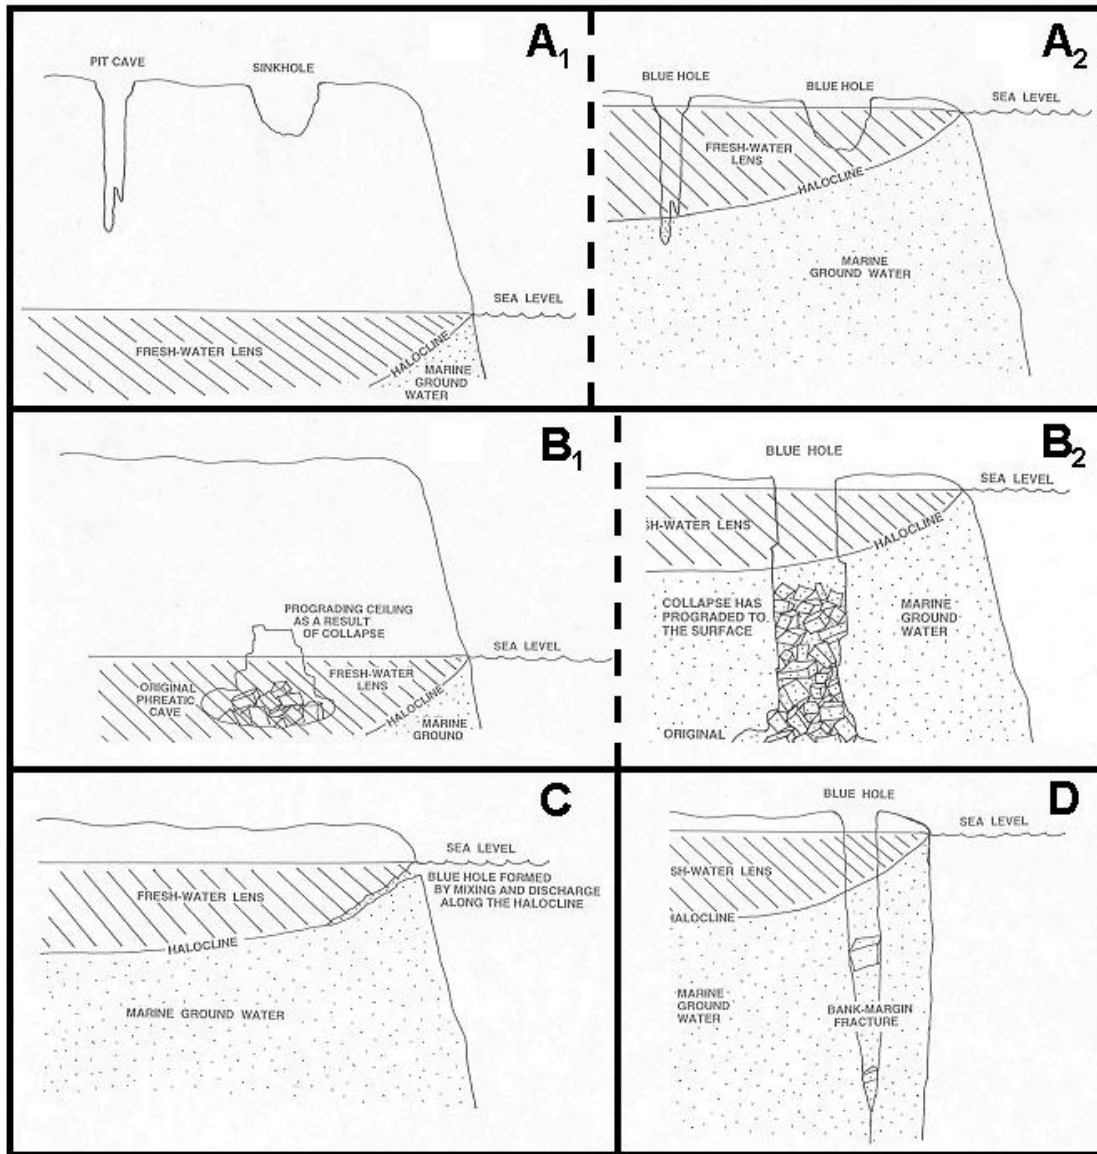 A1
PIT CAVE
SINKHOLE
SEA LEVEL
FRESH-WATER LENS
HALOCLINE
MARINE
GROUND
WATER
A2
BLUE HOLE
BLUE HOLE
SEA LEVEL
FRESH-WATER
LENS
HALOCLINE
MARINE
GROUND WATER
B1
PROGRADING CEILING
AS A RESULT
OF COLLAPSE
SEA LEVEL
ORIGINAL
PHREATIC
CAVE
FRESH-WATER
LENS
HALOCLINE
MARINE
GROUND
B2
BLUE HOLE
SEA LEVEL
SH-WATER LENS
HALOCLINE
COLLAPSE HAS
PROGRADED TO
THE SURFACE
MARINE
GROUND
WATER
ORIGINAL
C
SEA LEVEL
BLUE HOLE FORMED
BY MIXING AND DISCHARGE
ALONG THE HALOCLINE
FRESH-WATER LENS
HALOCLINE
MARINE GROUND WATER
D
BLUE HOLE
SEA LEVEL
SH-WATER LENS
HALOCLINE
MARINE
GROUND
WATER
BANK-MARGIN
FRACTURE